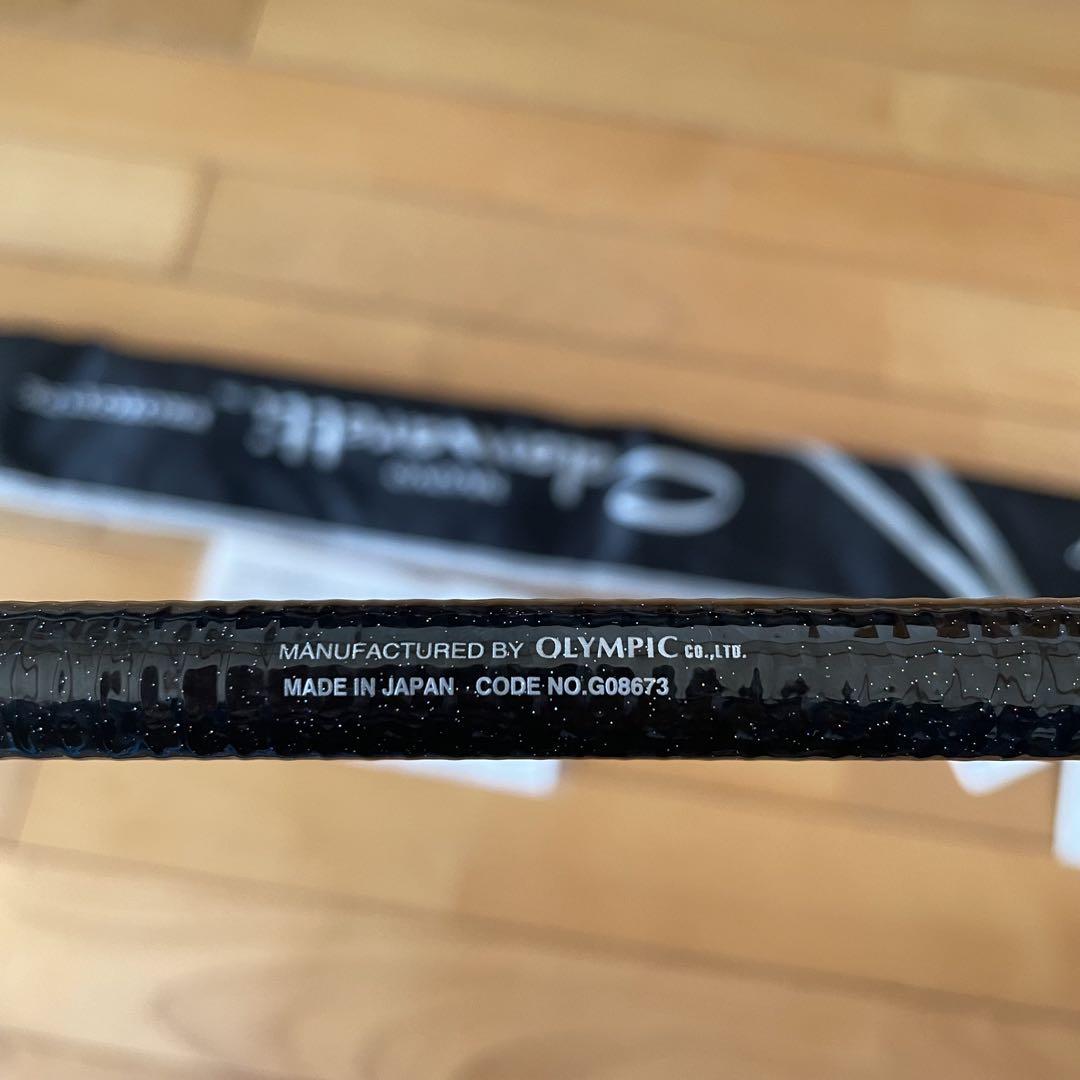 MANUFACTURED BY OLYMPIC CO.,LTD.
MADE IN JAPAN CODE NO.G08673